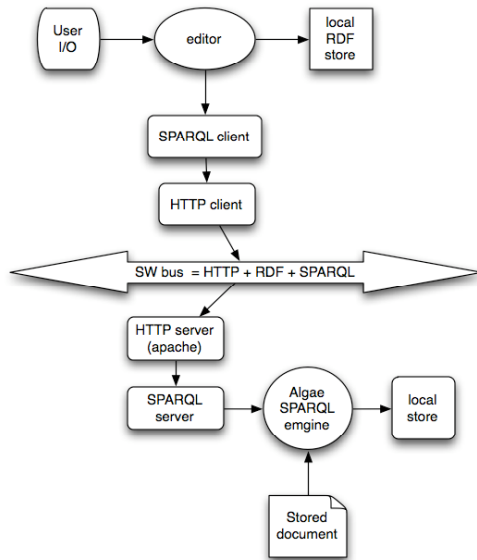 User
I/O
editor
local
RDF
store
SPARQL client
HTTP client
SW bus = HTTP + RDF + SPARQL
HTTP server
(apache)
SPARQL
server
Algae
SPARQL
emgine
local
store
Stored
document